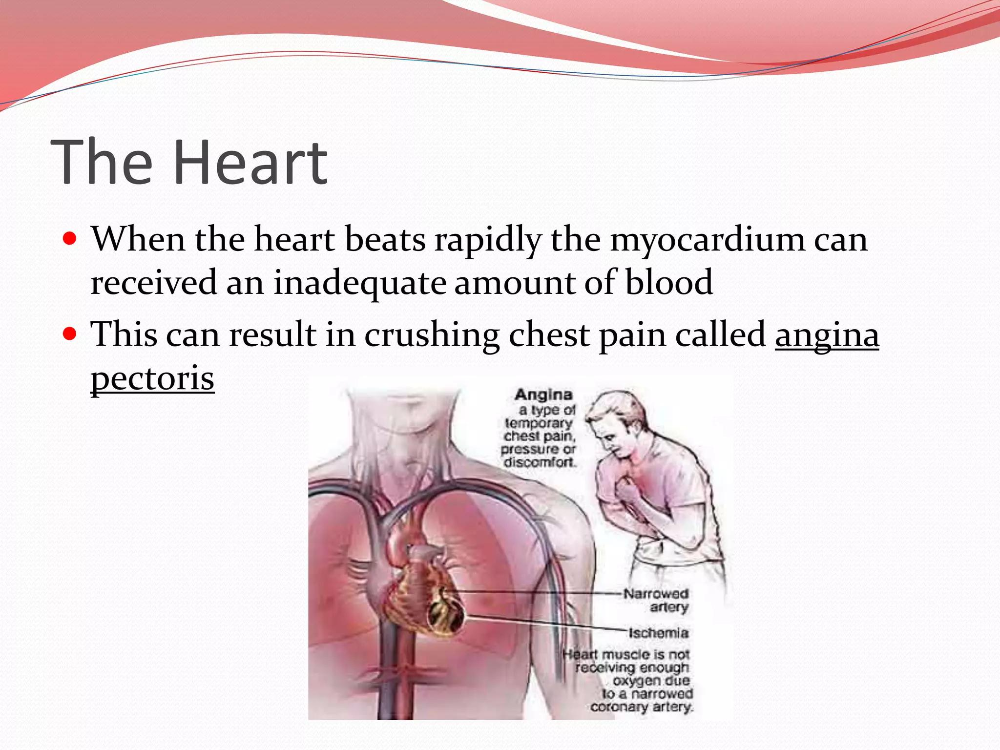 The Heart
When the heart beats rapidly the myocardium can
received an inadequate amount of blood
This can result in crushing chest pain called angina
pectoris
Angina
a type of
temporary
chest pain,
pressure or
discomfort.
Narrowed
artery
Ischemia
Heart muscle is not
receiving enough
oxygen due
to a narrowed
coronary artery.